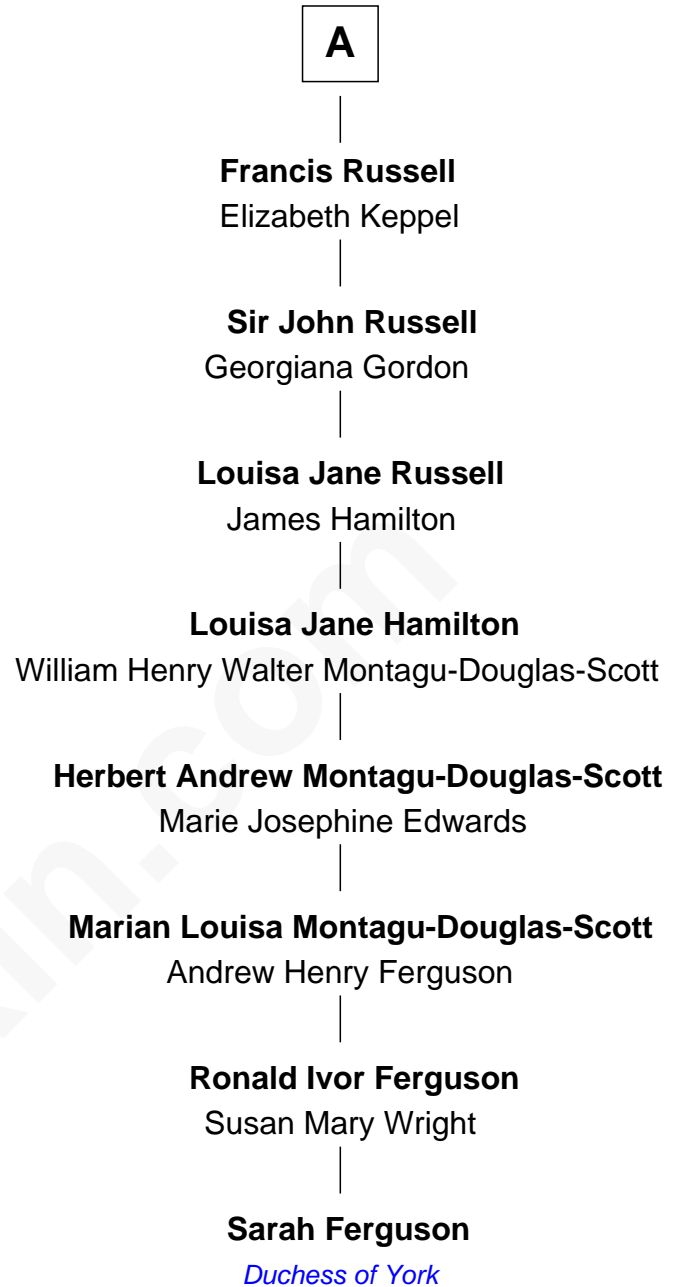 A
Francis Russell
Elizabeth Keppel
Sir John Russell
Georgiana Gordon
Louisa Jane Russell
James Hamilton
Louisa Jane Hamilton
William Henry Walter Montagu-Douglas-Scott
Herbert Andrew Montagu-Douglas-Scott
Marie Josephine Edwards
Marian Louisa Montagu-Douglas-Scott
Andrew Henry Ferguson
Ronald Ivor Ferguson
Susan Mary Wright
Sarah Ferguson
Duchess of York